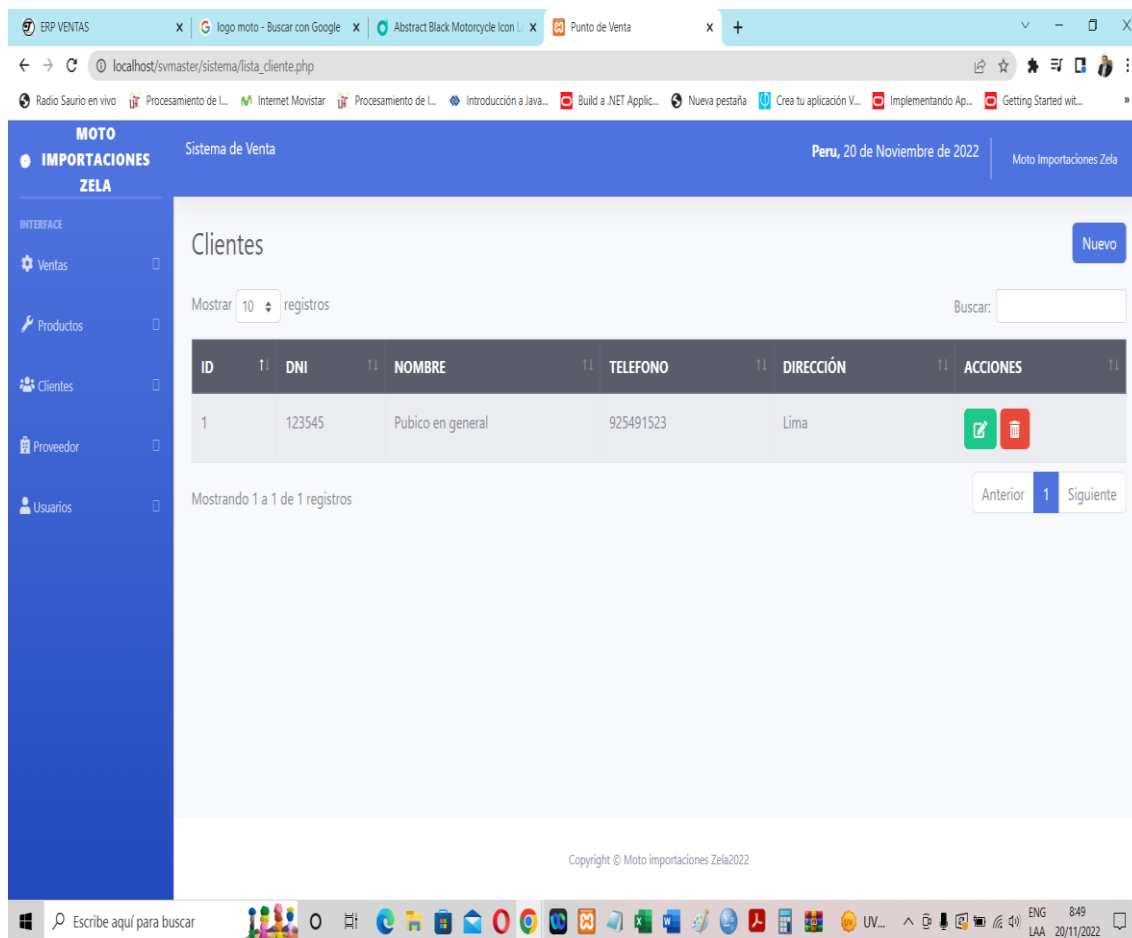 ERP VENTAS
logo moto - Buscar con Google
Abstract Black Motorcycle Icon L
Punto de Venta
localhost/svmaster/sistema/lista_cliente.php
Radio Saurio en vivo
Procesamiento de l...
Internet Movistar
Procesamiento de l...
Introducción a Java...
Build a .NET Applic...
Nueva pestaña
Crea tu aplicación V...
Implementando Ap...
Getting Started wit...
»
MOTO
IMPORTACIONES
ZELA
Sistema de Venta
Peru, 20 de Noviembre de 2022
Moto Importaciones Zela
INTERFACE
Ventas
Productos
Clientes
Proveedor
Usuarios
Clientes
Nuevo
Mostrar 10 registros
Buscar:
ID DNI NOMBRE TELEFONO DIRECCIÓN ACCIONES
1 123545 Pubico en general 925491523 Lima
Mostrando 1 a 1 de 1 registros
Anterior 1 Siguiente
Copyright © Moto importaciones Zela2022
Escribe aquí para buscar
UV...
ENG
LAA
8:49
20/11/2022